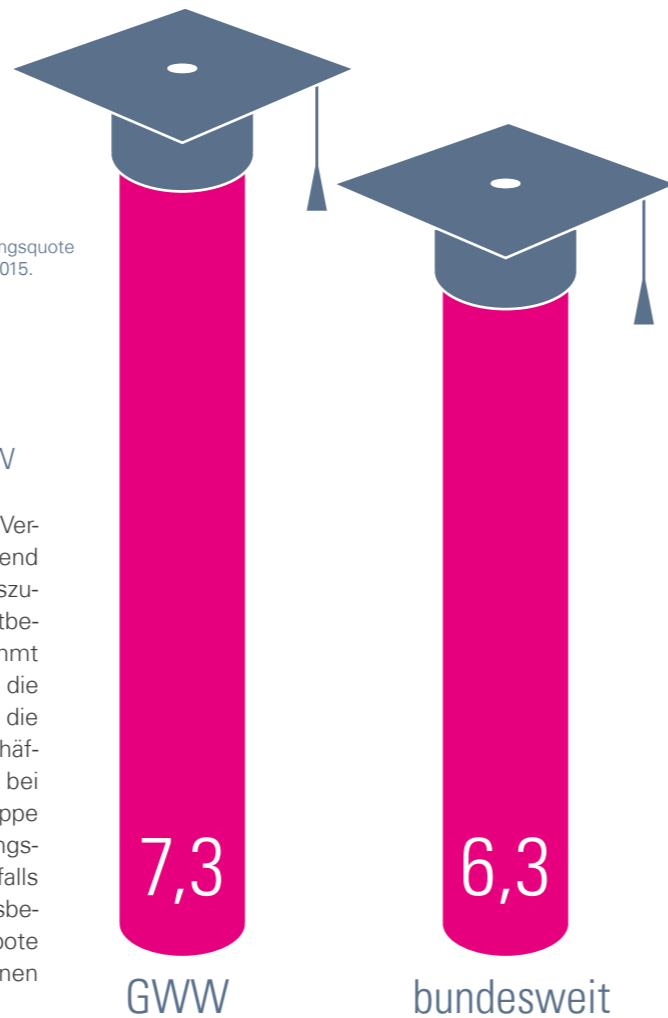 ngsquote
015.
Ver-
end
szu-
tbe-
mmt
die
die
häf-
bei
ppe
ngs-
falls
sbe-
bote
nen
7,3
6,3
GWW
bundesweit